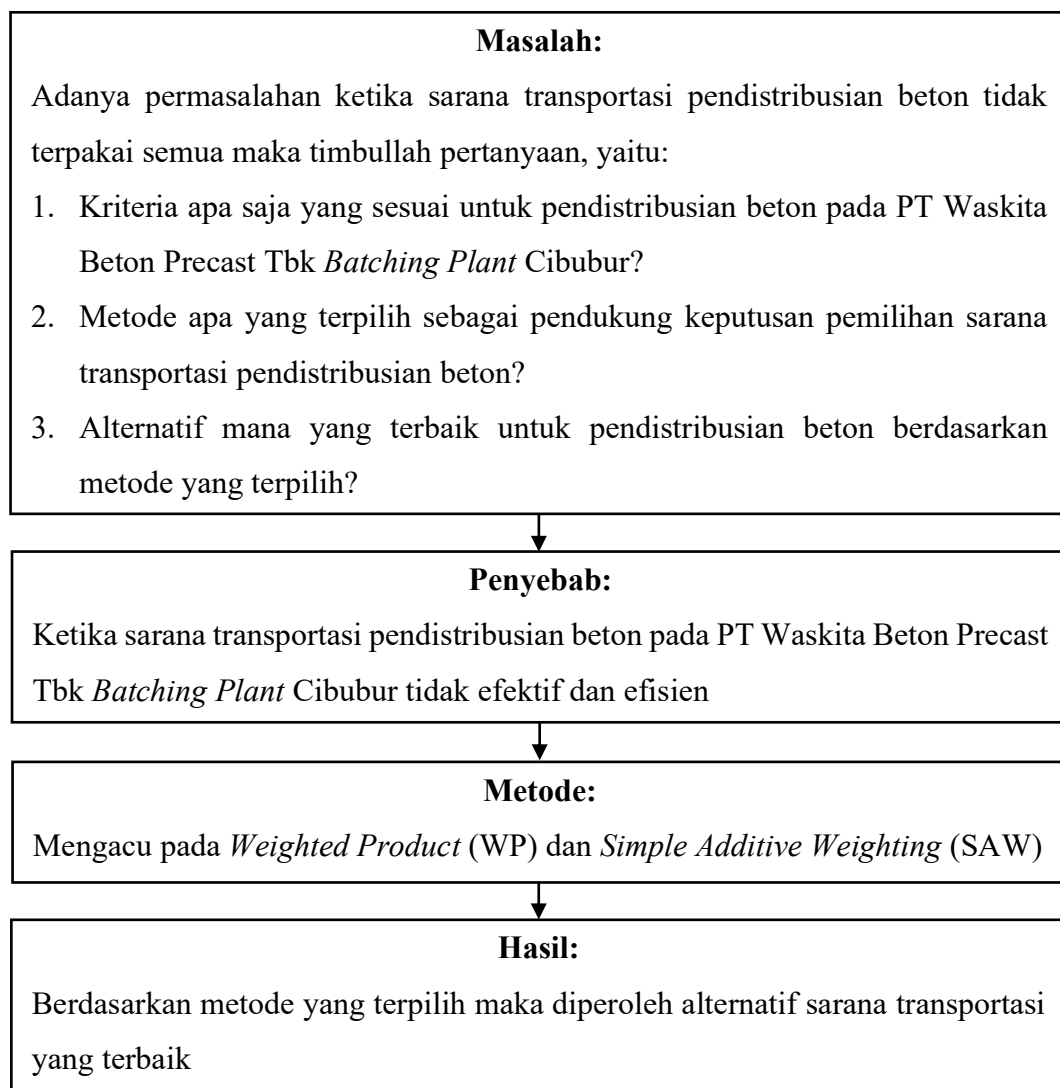 Masalah:
Adanya permasalahan ketika sarana transportasi pendistribusian beton tidak
terpakai semua maka timbullah pertanyaan, yaitu:
1. Kriteria apa saja yang sesuai untuk pendistribusian beton pada PT Waskita
Beton Precast Tbk Batching Plant Cibubur?
2. Metode apa yang terpilih sebagai pendukung keputusan pemilihan sarana
transportasi pendistribusian beton?
3. Alternatif mana yang terbaik untuk pendistribusian beton berdasarkan
metode yang terpilih?
Penyebab:
Ketika sarana transportasi pendistribusian beton pada PT Waskita Beton Precast
Tbk Batching Plant Cibubur tidak efektif dan efisien
Metode:
Mengacu pada Weighted Product (WP) dan Simple Additive Weighting (SAW)
Hasil:
Berdasarkan metode yang terpilih maka diperoleh alternatif sarana transportasi
yang terbaik